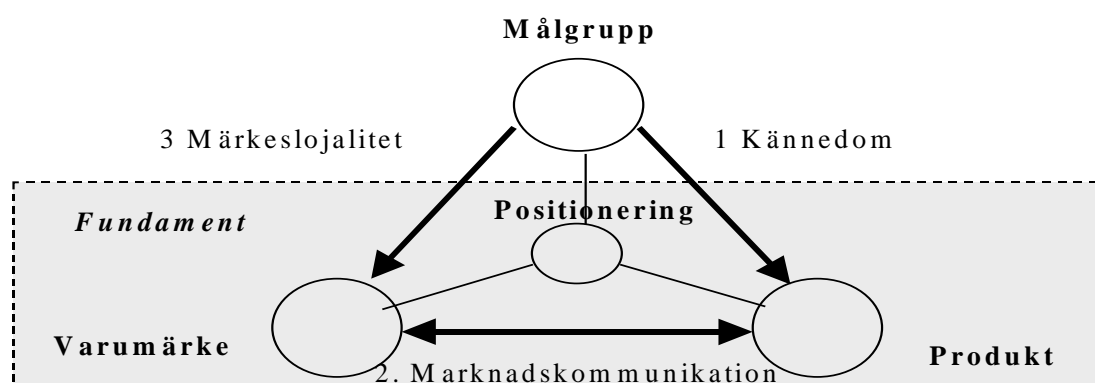 Målgrupp
3 Märkeslojalitet
1 Kännedom
Fundament
Positionering
Varumärke
Produkt
2. Marknadskommunikation